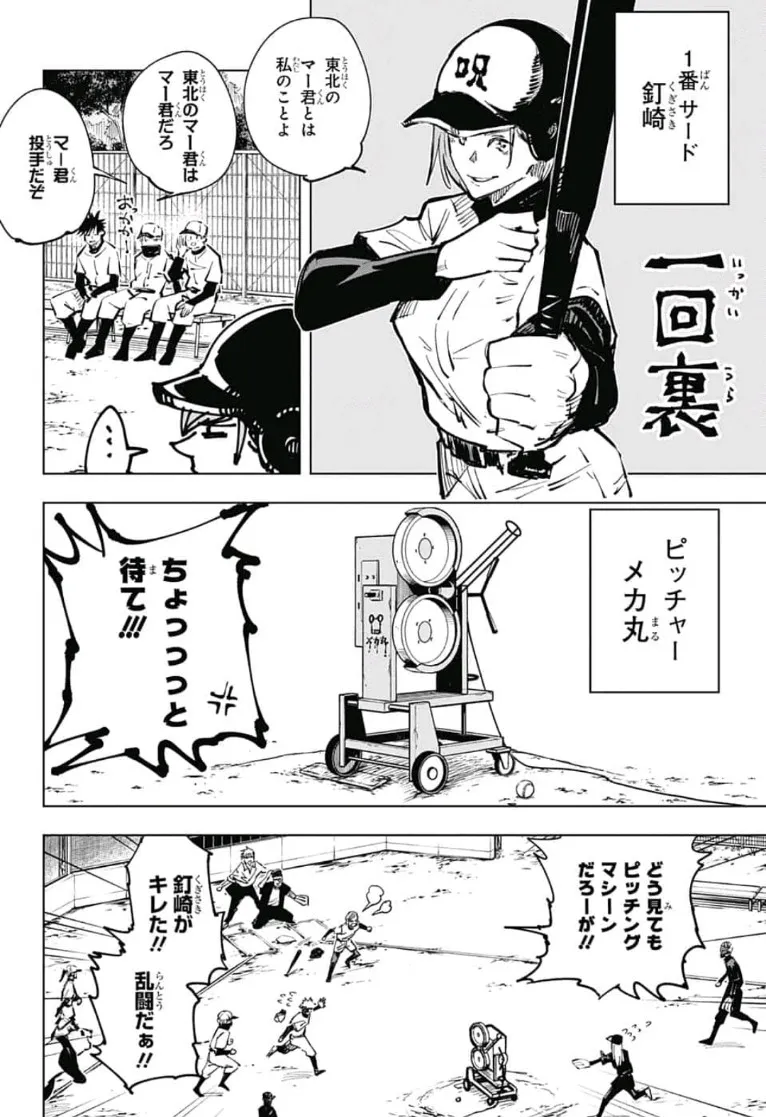 1番サード
釘崎
呪
一回裏
東北の
マー君とは
私のことよ
東北のマー君は
マー君だろ
マー君
投手だぞ
おかか
…
ピッチャー
メカ丸
メカ丸
ちょっっっと
待て!!!
どう見ても
ピッチング
マシーン
だろーが!!
釘崎が
キレた!!
乱闘だぁ!!